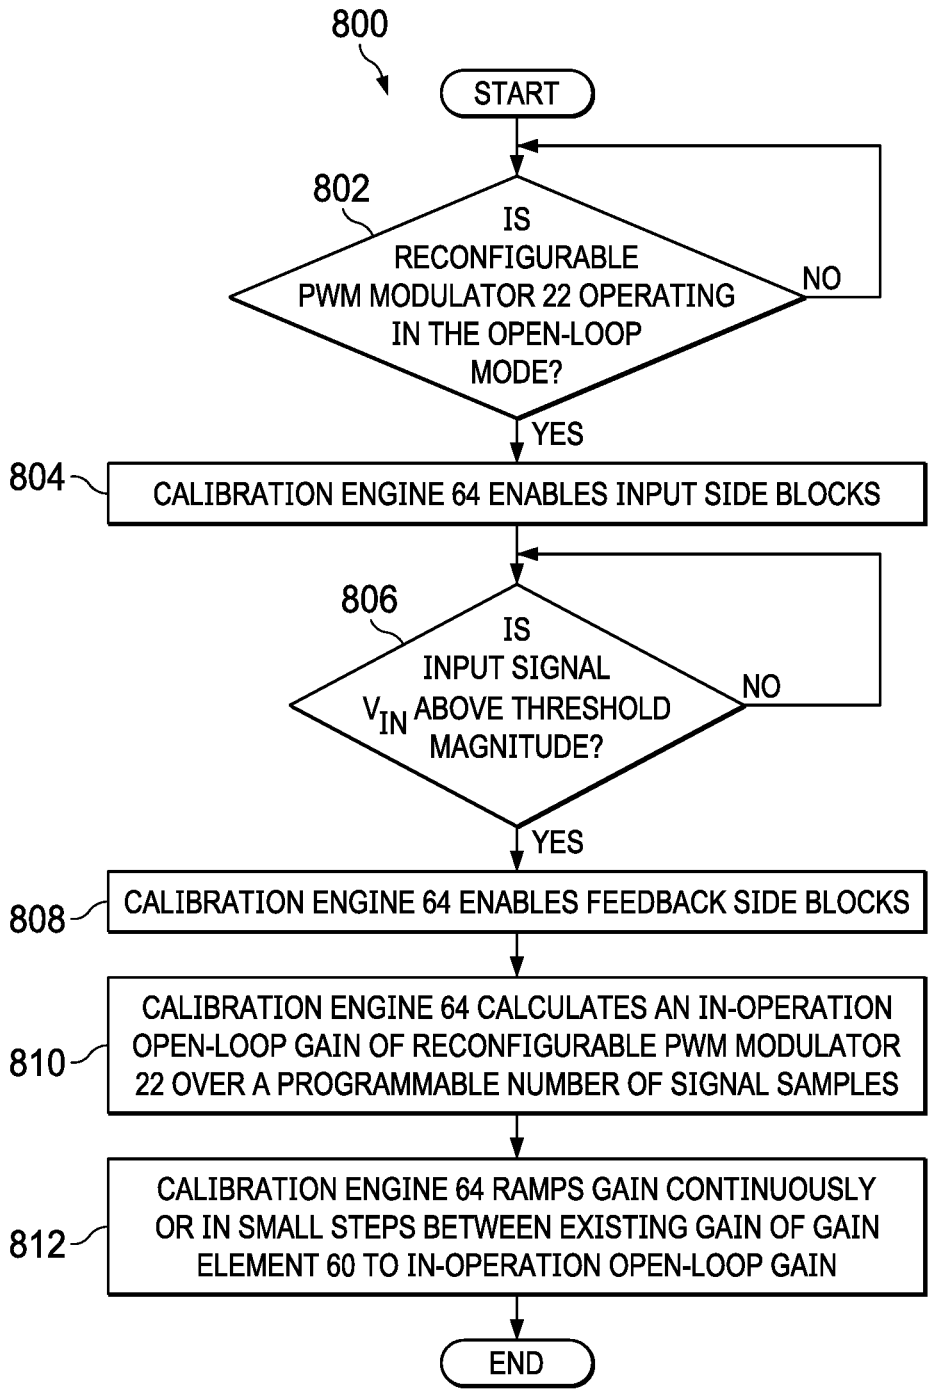 800
START
802
IS
RECONFIGURABLE
PWM MODULATOR 22 OPERATING
IN THE OPEN-LOOP
MODE?
NO
YES
804
CALIBRATION ENGINE 64 ENABLES INPUT SIDE BLOCKS
806
IS
INPUT SIGNAL
VIN ABOVE THRESHOLD
MAGNITUDE?
NO
YES
808
CALIBRATION ENGINE 64 ENABLES FEEDBACK SIDE BLOCKS
810
CALIBRATION ENGINE 64 CALCULATES AN IN-OPERATION
OPEN-LOOP GAIN OF RECONFIGURABLE PWM MODULATOR
22 OVER A PROGRAMMABLE NUMBER OF SIGNAL SAMPLES
812
CALIBRATION ENGINE 64 RAMPS GAIN CONTINUOUSLY
OR IN SMALL STEPS BETWEEN EXISTING GAIN OF GAIN
ELEMENT 60 TO IN-OPERATION OPEN-LOOP GAIN
END